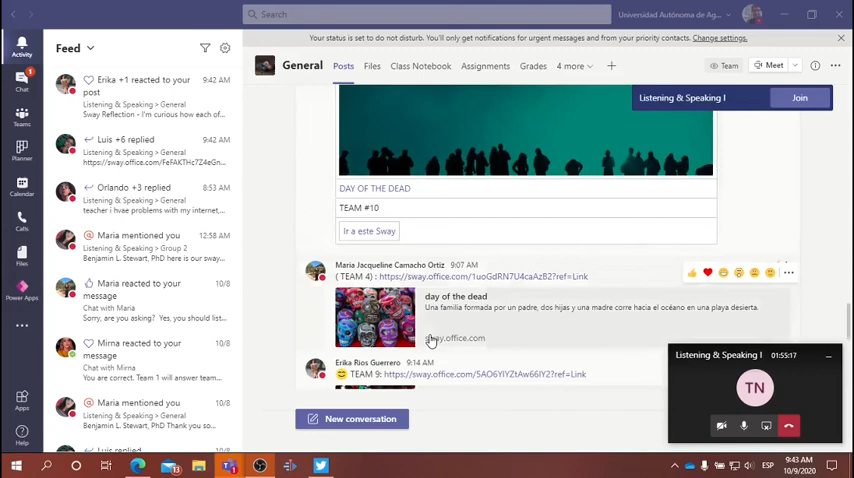 Search
Universidad Autónoma de Ag...
Your status is set to do not disturb. You'll only get notifications for urgent messages and from your priority contacts. Change settings.
Activity
Chat
1
Teams
Planner
Calendar
Calls
Files
Power Apps
...
Apps
Help
Feed
Erika +1 reacted to your post
9:42 AM
Listening & Speaking > General
Sway Reflection - I'm curious how each of...
Luis +6 replied
9:42 AM
Listening & Speaking > General
https://sway.office.com/FeFAKTHc7Z4eGn...
Orlando +3 replied
8:53 AM
Listening & Speaking > General
teacher i hvae problems with my internet,...
Maria mentioned you
12:58 AM
Listening & Speaking > Group 2
Benjamin L. Stewart, PhD here is our sway...
Maria reacted to your message
10/8
Chat with Maria
Sorry, are you asking? Yes, you should list...
Mirna reacted to your message
10/8
Chat with Mirna
You are correct. Team 1 will answer team...
Maria mentioned you
10/8
Listening & Speaking > General
Benjamin L. Stewart, PhD Thank you so...
Luis replied
10/8
General
Posts
Files
Class Notebook
Assignments
Grades
4 more
Team
Meet
Listening & Speaking I
Join
DAY OF THE DEAD
TEAM #10
Ir a este Sway
Maria Jacqueline Camacho Ortiz 9:07 AM
( TEAM 4) : https://sway.office.com/1uoGdRN7U4caAzB2?ref=Link
day of the dead
Una familia formada por un padre, dos hijas y una madre corre hacia el océano en una playa desierta.
sway.office.com
Erika Rios Guerrero 9:14 AM
TEAM 9: https://sway.office.com/5AO6YIYZtAw66lY2?ref=Link
New conversation
Listening & Speaking I
01:55:17
TN
13
1
ESP
9:43 AM
10/9/2020